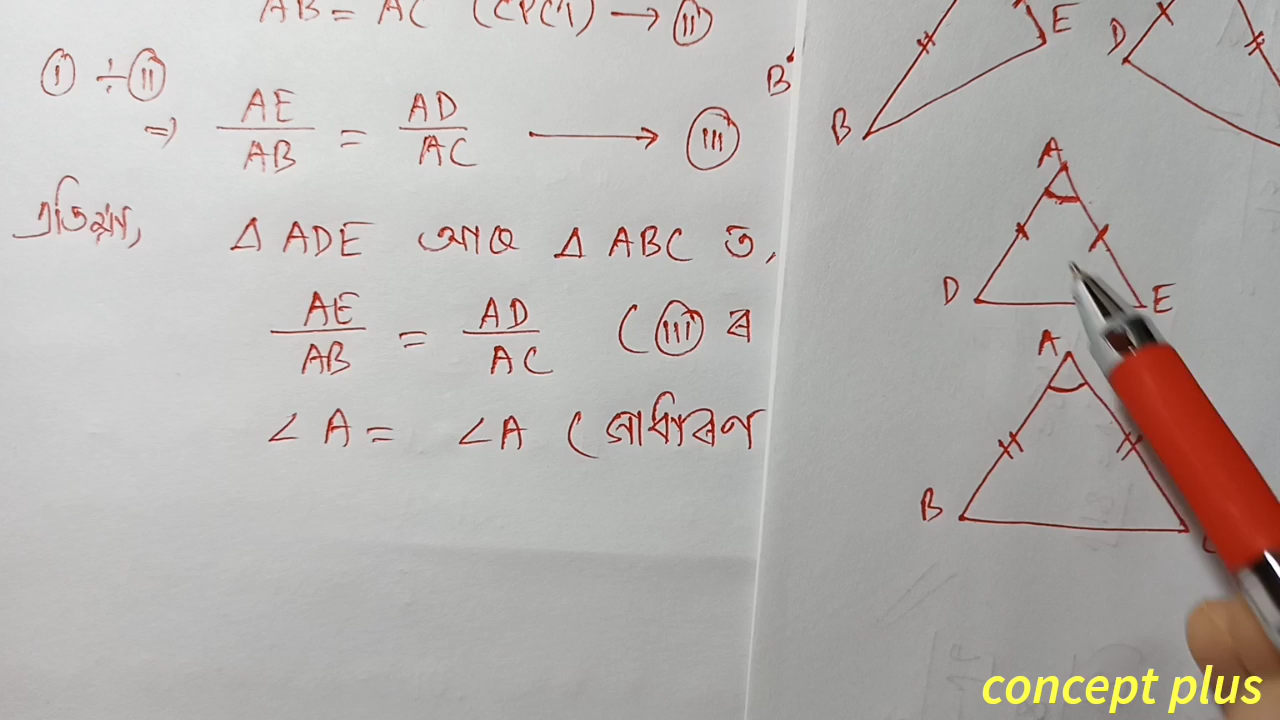 AB = AC (CPCT) → (ii)
(i) ÷ (ii)
⇒ AE/AB = AD/AC → (iii)
B
Δ ADE আৰু Δ ABC ত,
AE/AB = AD/AC ( (iii) ৰ
∠A = ∠A (সাধাৰণ
B E D
A
D E
A
B C
concept plus